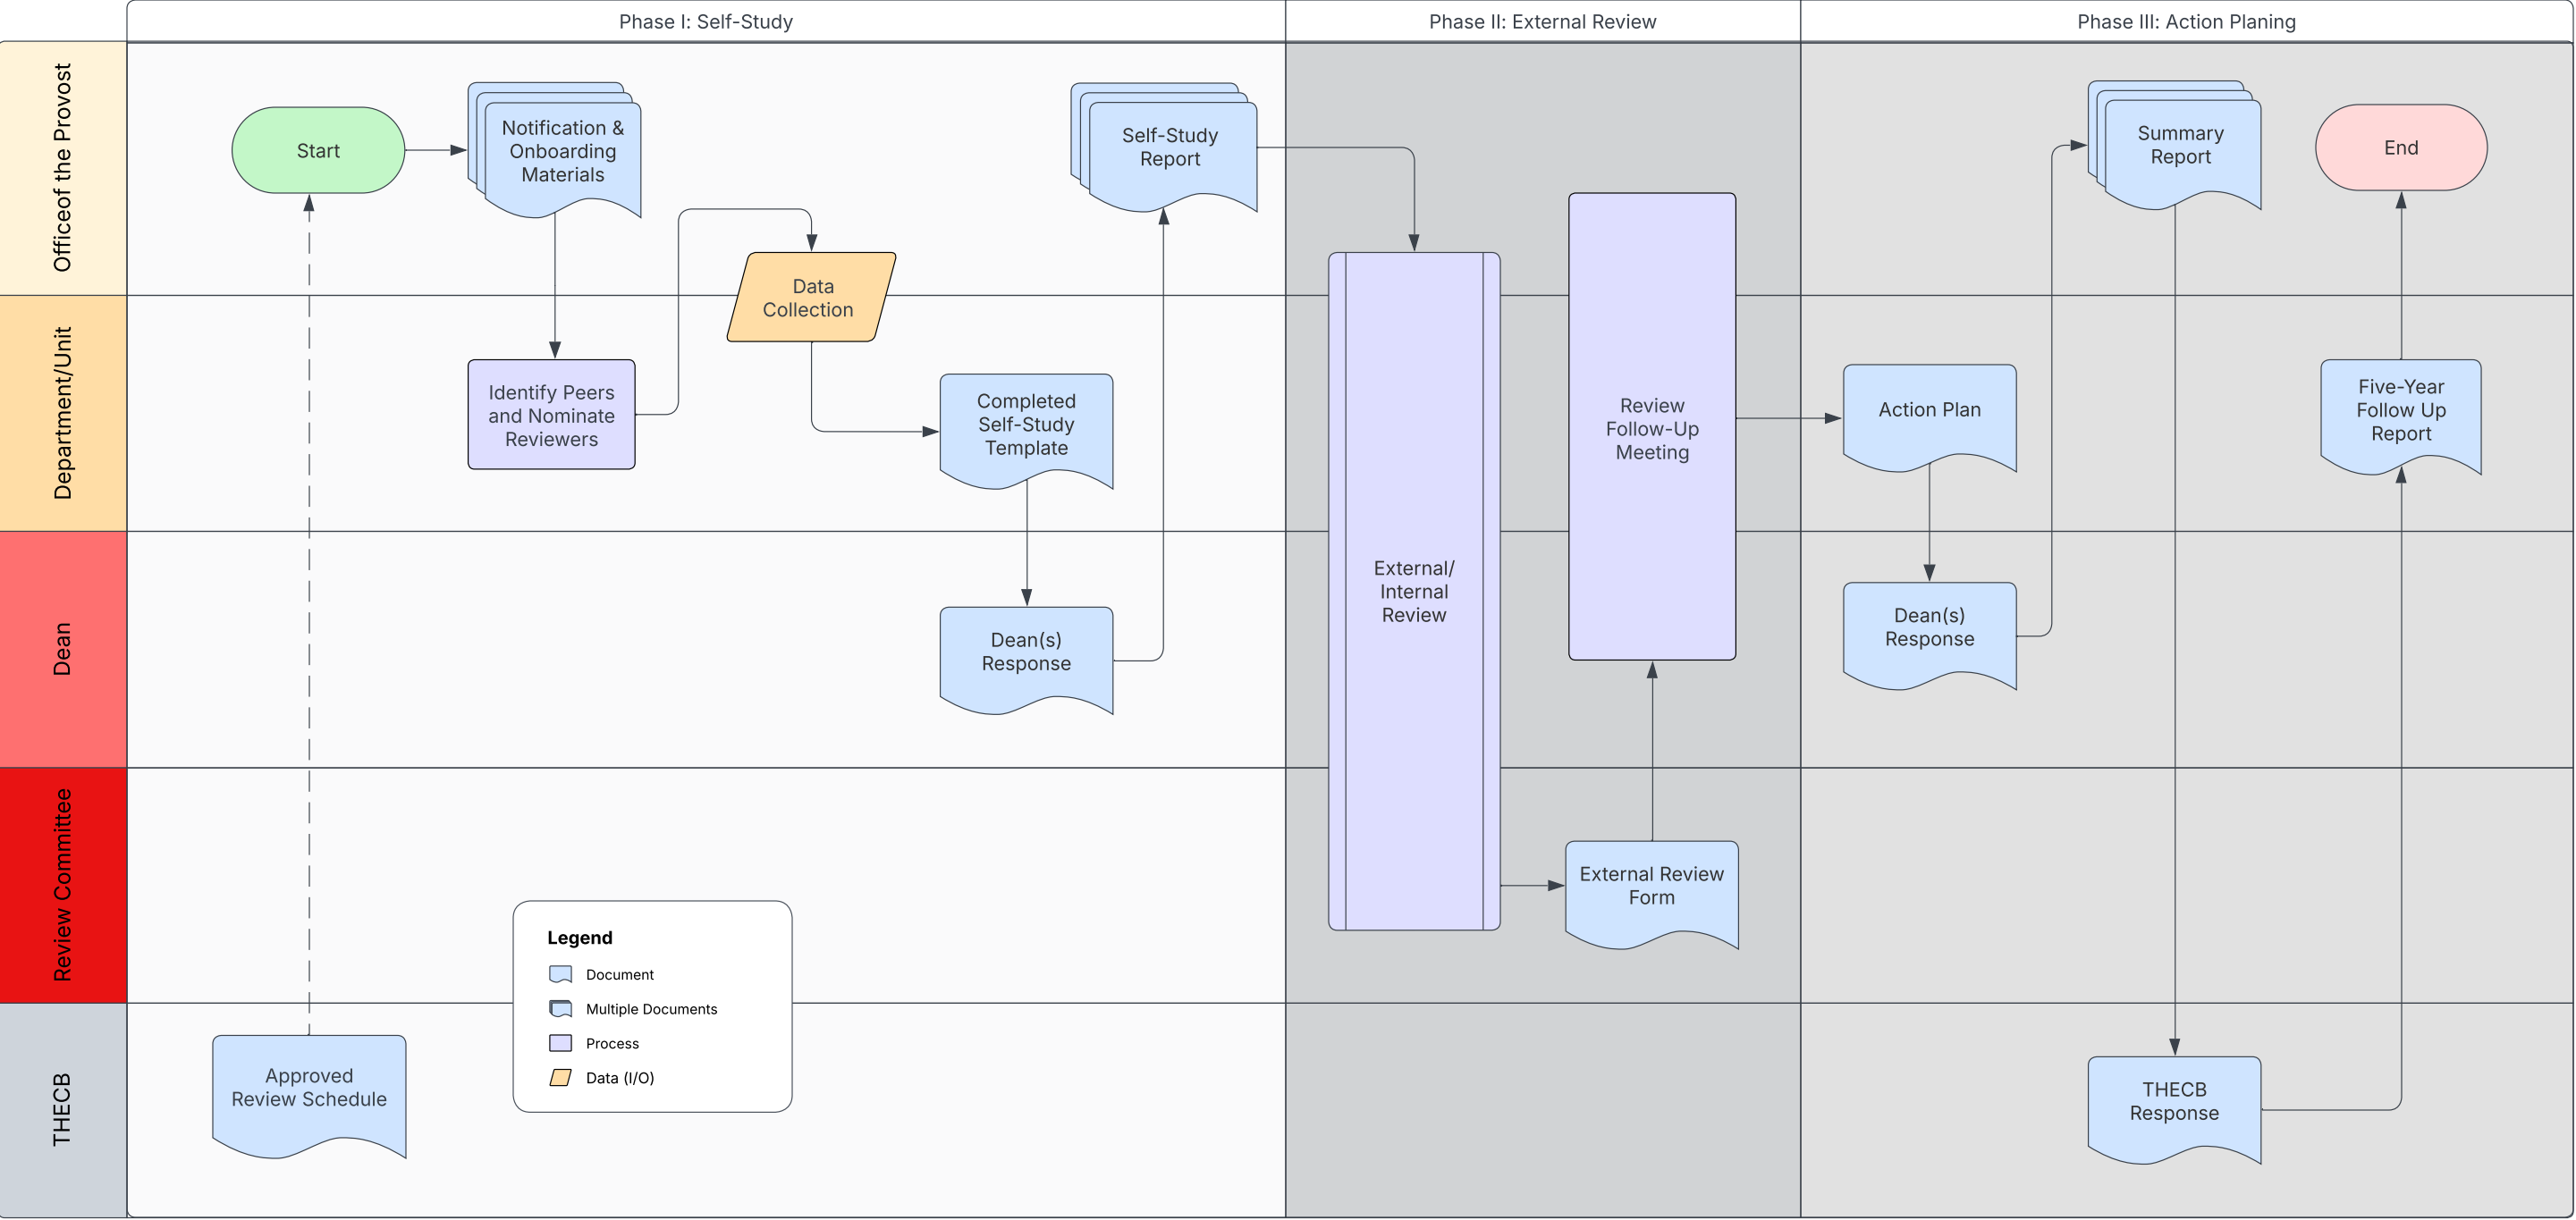 Phase I: Self-Study
Phase II: External Review
Phase III: Action Planing
Officeof the Provost
Start
Notification &
Onboarding
Materials
Self-Study
Report
Summary
Report
End
Data
Collection
Department/Unit
Identify Peers
and Nominate
Reviewers
Completed
Self-Study
Template
Review
Follow-Up
Meeting
Action Plan
Five-Year
Follow Up
Report
Dean
Dean(s)
Response
External/
Internal
Review
Dean(s)
Response
Review Committee
External Review
Form
Legend
Document
Multiple Documents
Process
Data (I/O)
THECB
Approved
Review Schedule
THECB
Response